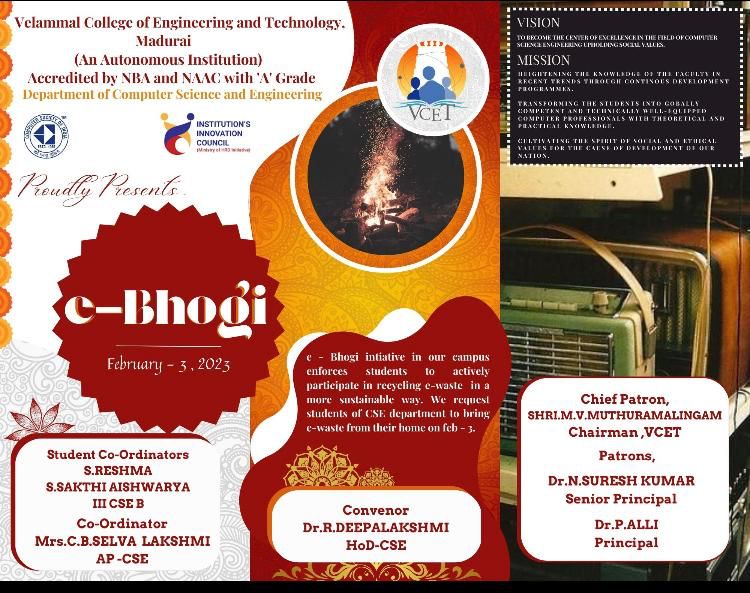 Velammal College of Engineering and Technology,
Madurai
(An Autonomous Institution)
Accredited by NBA and NAAC with 'A' Grade
Department of Computer Science and Engineering
INSTITUTION'S
INNOVATION
COUNCIL
(Ministry of HRD Initiative)
VCET
Proudly Presents.
e-Bhogi
February - 3 , 2023
Student Co-Ordinators
S.RESHMA
S.SAKTHI AISHWARYA
III CSE B
Co-Ordinator
Mrs.C.B.SELVA LAKSHMI
AP -CSE
e - Bhogi intiative in our campus
enforces students to actively
participate in recycling e-waste in a
more sustainable way. We request
students of CSE department to bring
e-waste from their home on feb - 3.
Convenor
Dr.R.DEEPALAKSHMI
HoD-CSE
VISION
TO BECOME THE CENTER OF EXCELLENCE IN THE FIELD OF COMPUTER
SCIENCE ENGINEERING UPHOLDING SOCIAL VALUES.
MISSION
HEIGHTENING THE KNOWLEDGE OF THE FACULTY IN
RECENT TRENDS THROUGH CONTINOUS DEVELOPMENT
PROGRAMMES.
TRANSFORMING THE STUDENTS INTO GOBALLY
COMPETENT AND TECHNICALLY WELL-EQUIPPED
COMPUTER PROFESSIONALS WITH THEORETICAL AND
PRACTICAL KNOWLEDGE.
CULTIVATING THE SPIRIT OF SOCIAL AND ETHICAL
VALUES FOR THE CAUSE OF DEVELOPMENT OF OUR
NATION.
Chief Patron,
SHRI.M.V.MUTHURAMALINGAM
Chairman ,VCET
Patrons,
Dr.N.SURESH KUMAR
Senior Principal
Dr.P.ALLI
Principal